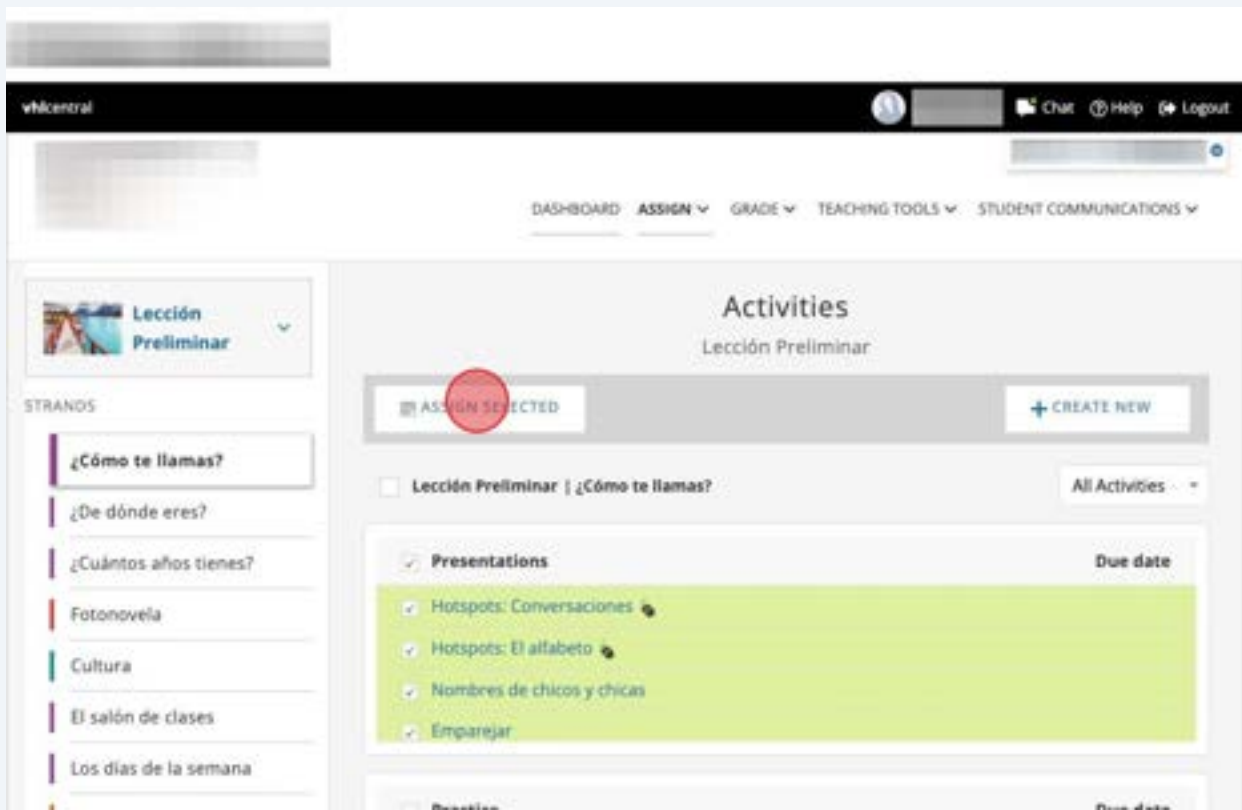 vhlcentral
Chat Help Logout
DASHBOARD ASSIGN GRADE TEACHING TOOLS STUDENT COMMUNICATIONS
Lección
Preliminar
STRANDS
¿Cómo te llamas?
¿De dónde eres?
¿Cuántos años tienes?
Fotonovela
Cultura
El salón de clases
Los días de la semana
Activities
Lección Preliminar
ASSIGN SELECTED
+ CREATE NEW
Lección Preliminar | ¿Cómo te llamas?
All Activities
Presentations Due date
Hotspots: Conversaciones
Hotspots: El alfabeto
Nombres de chicos y chicas
Emparejar
Practice Due date